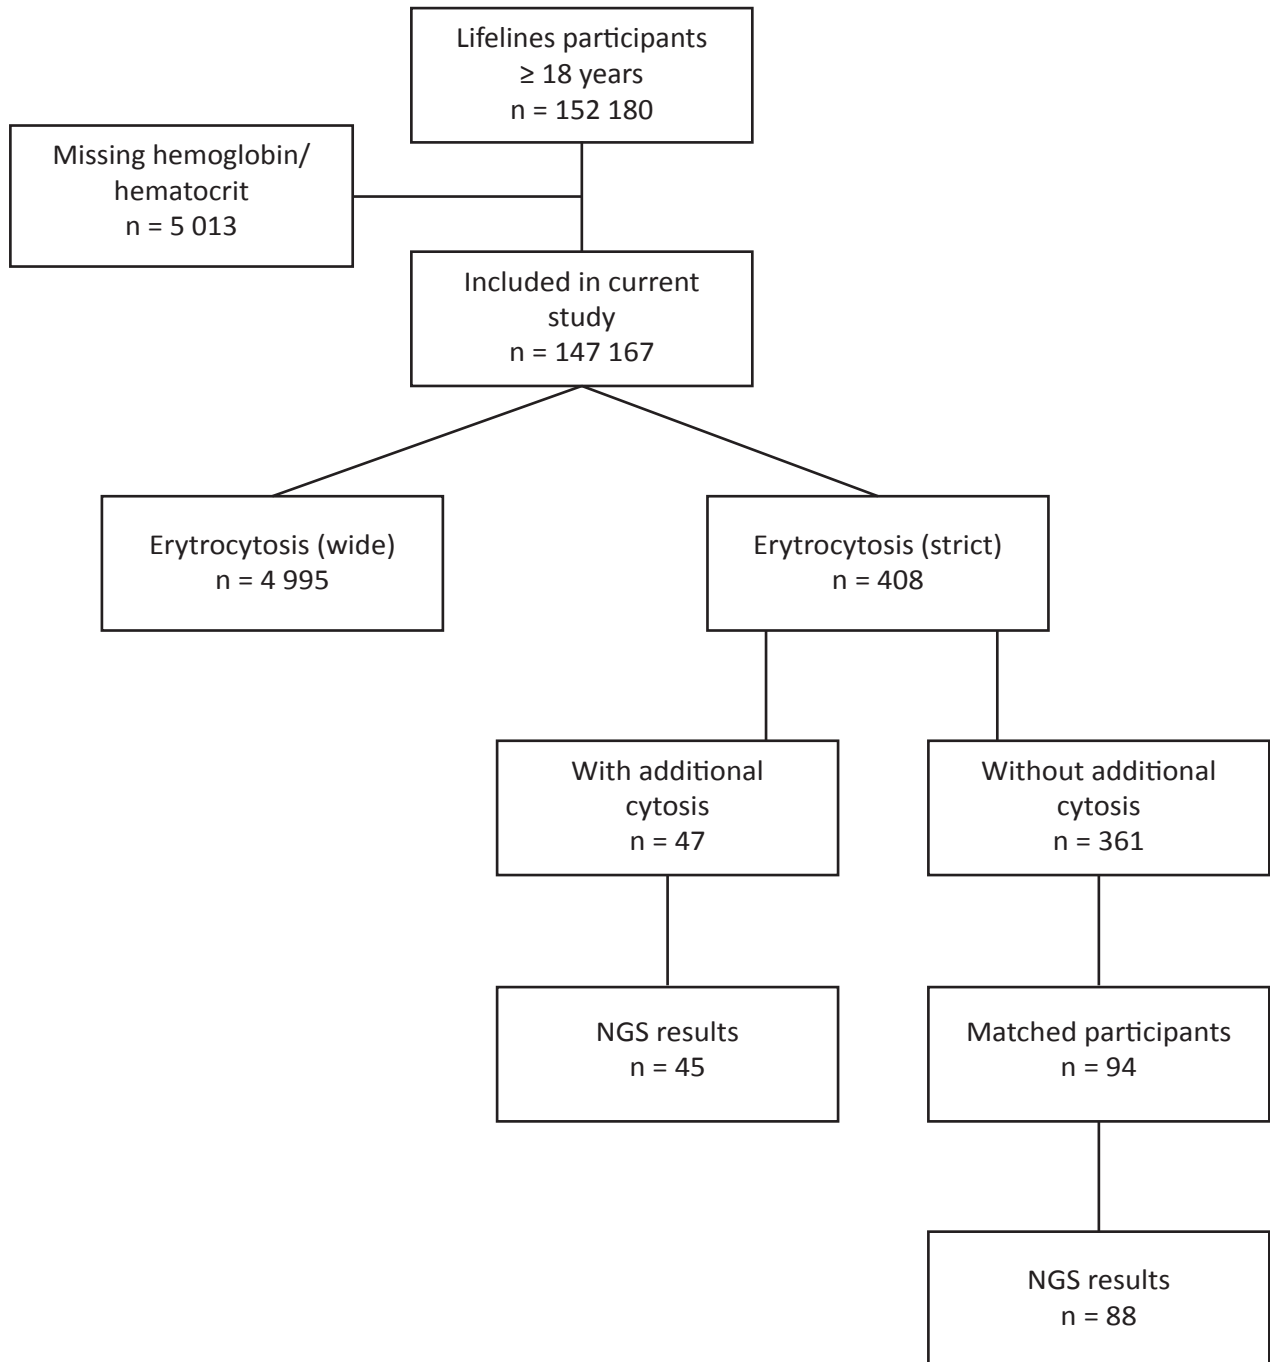 Lifelines participants
≥ 18 years
n = 152 180
Missing hemoglobin/
hematocrit
n = 5 013
Included in current
study
n = 147 167
Erytrocytosis (wide)
n = 4 995
Erytrocytosis (strict)
n = 408
With additional
cytosis
n = 47
Without additional
cytosis
n = 361
NGS results
n = 45
Matched participants
n = 94
NGS results
n = 88